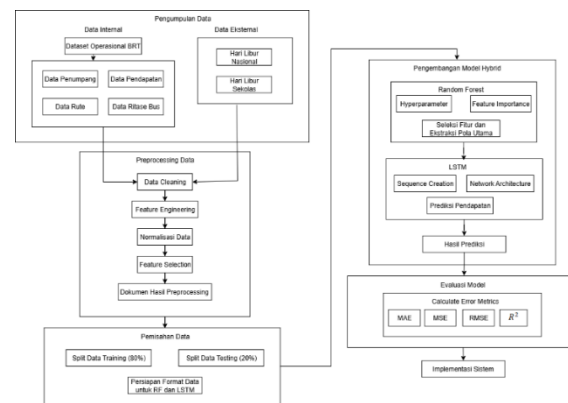 Pengumpulan Data
Data Internal
Dataset Operasional BRT
Data Penumpang
Data Pendapatan
Data Rute
Data Ritase Bus
Data Eksternal
Hari Libur
Nasional
Hari Libur
Sekolas
Preprocessing Data
Data Cleaning
Feature Engineering
Normalisasi Data
Feature Selection
Dokumen Hasil Preprocessing
Pemisahan Data
Split Data Training (80%)
Split Data Testing (20%)
Persiapan Format Data
untuk RF dan LSTM
Pengembangan Model Hybrid
Random Forest
Hyperparameter
Feature Importance
Seleksi Fitur dan
Ekstraksi Pola Utama
LSTM
Sequence Creation
Network Architecture
Prediksi Pendapatan
Hasil Prediksi
Evaluasi Model
Calculate Error Metrics
MAE
MSE
RMSE
R²
Implementasi Sistem